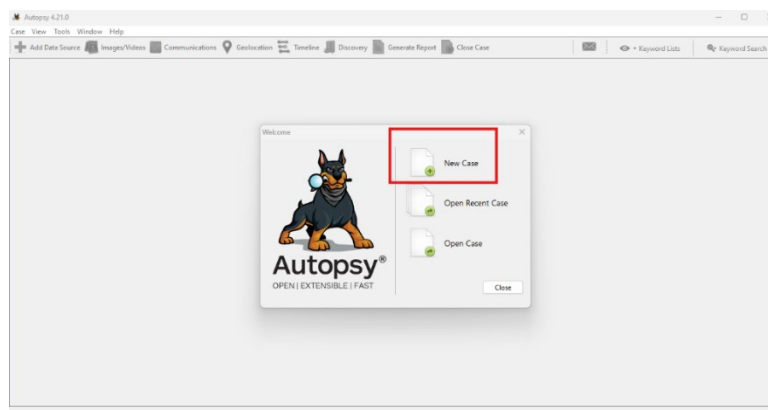 Autopsy 4.21.0
Case View Tools Window Help
Add Data Source Images/Videos Communications Geolocation Timeline Discovery Generate Report Close Case Keyword Lists Keyword Search
Welcome
New Case
Open Recent Case
Open Case
Autopsy®
OPEN | EXTENSIBLE | FAST
Close